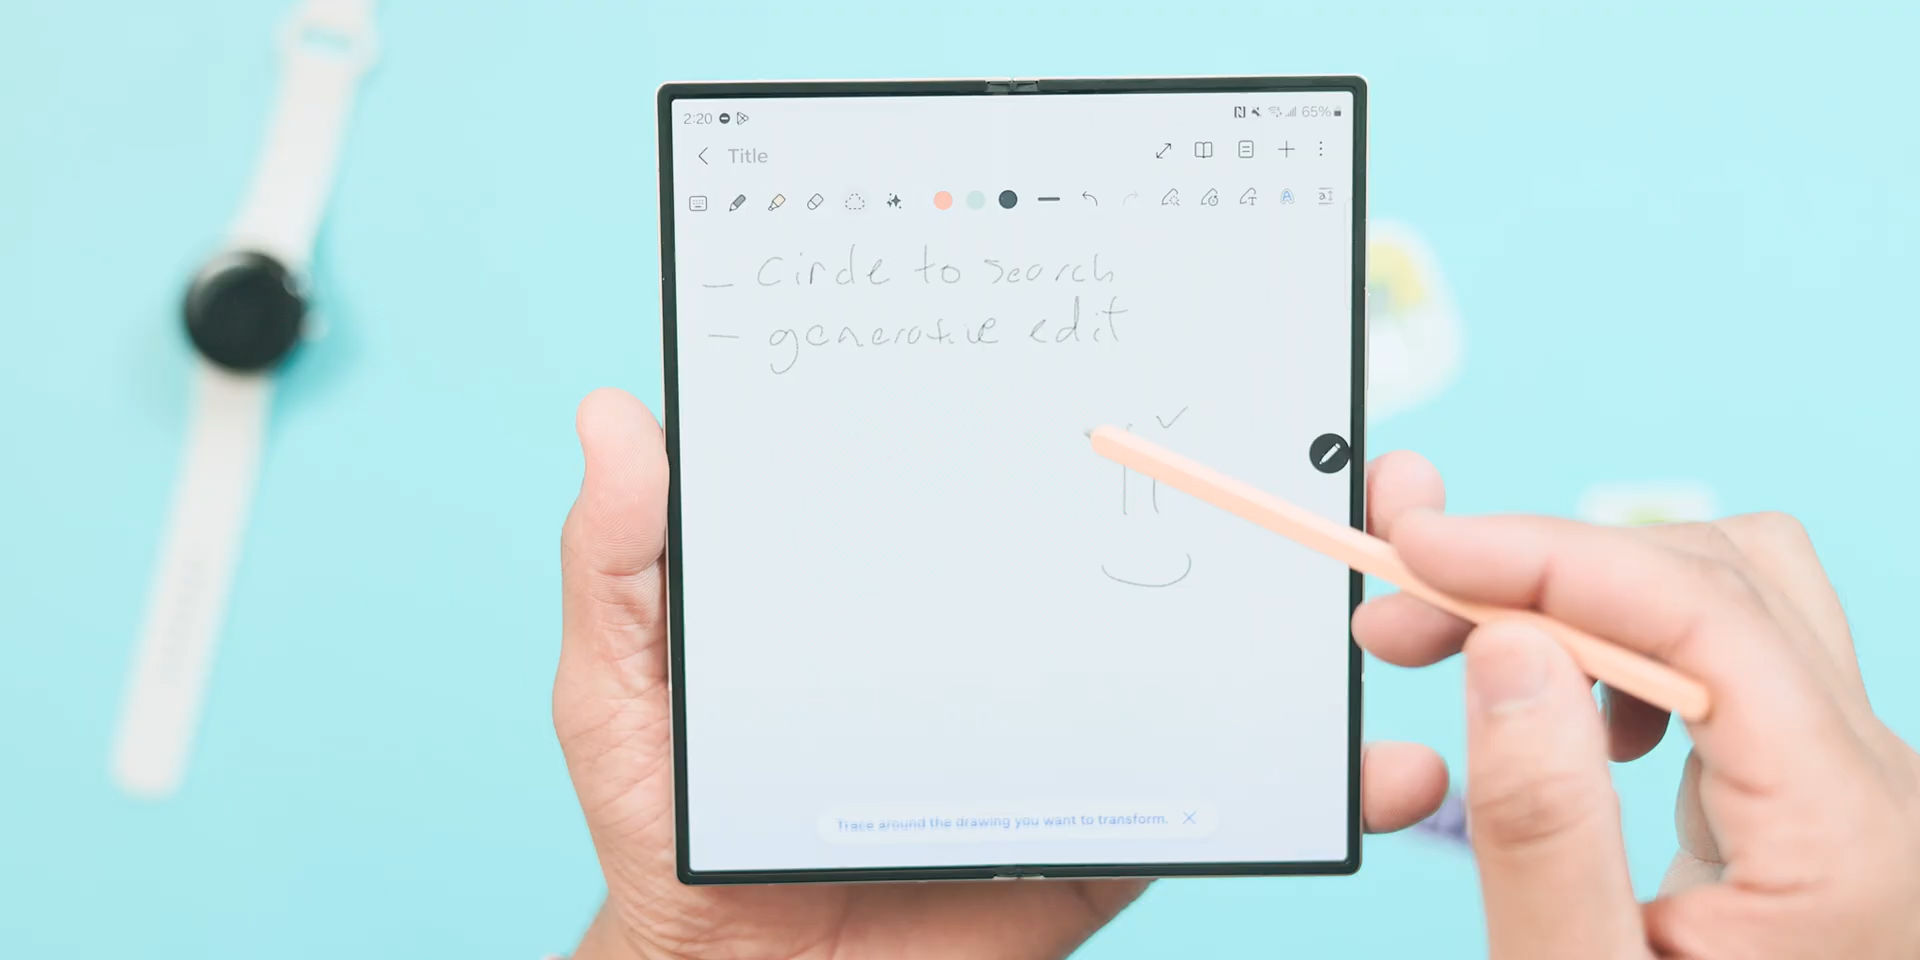 2:20 65%
Title
- Circle to search
- generative edit
Trace around the drawing you want to transform.